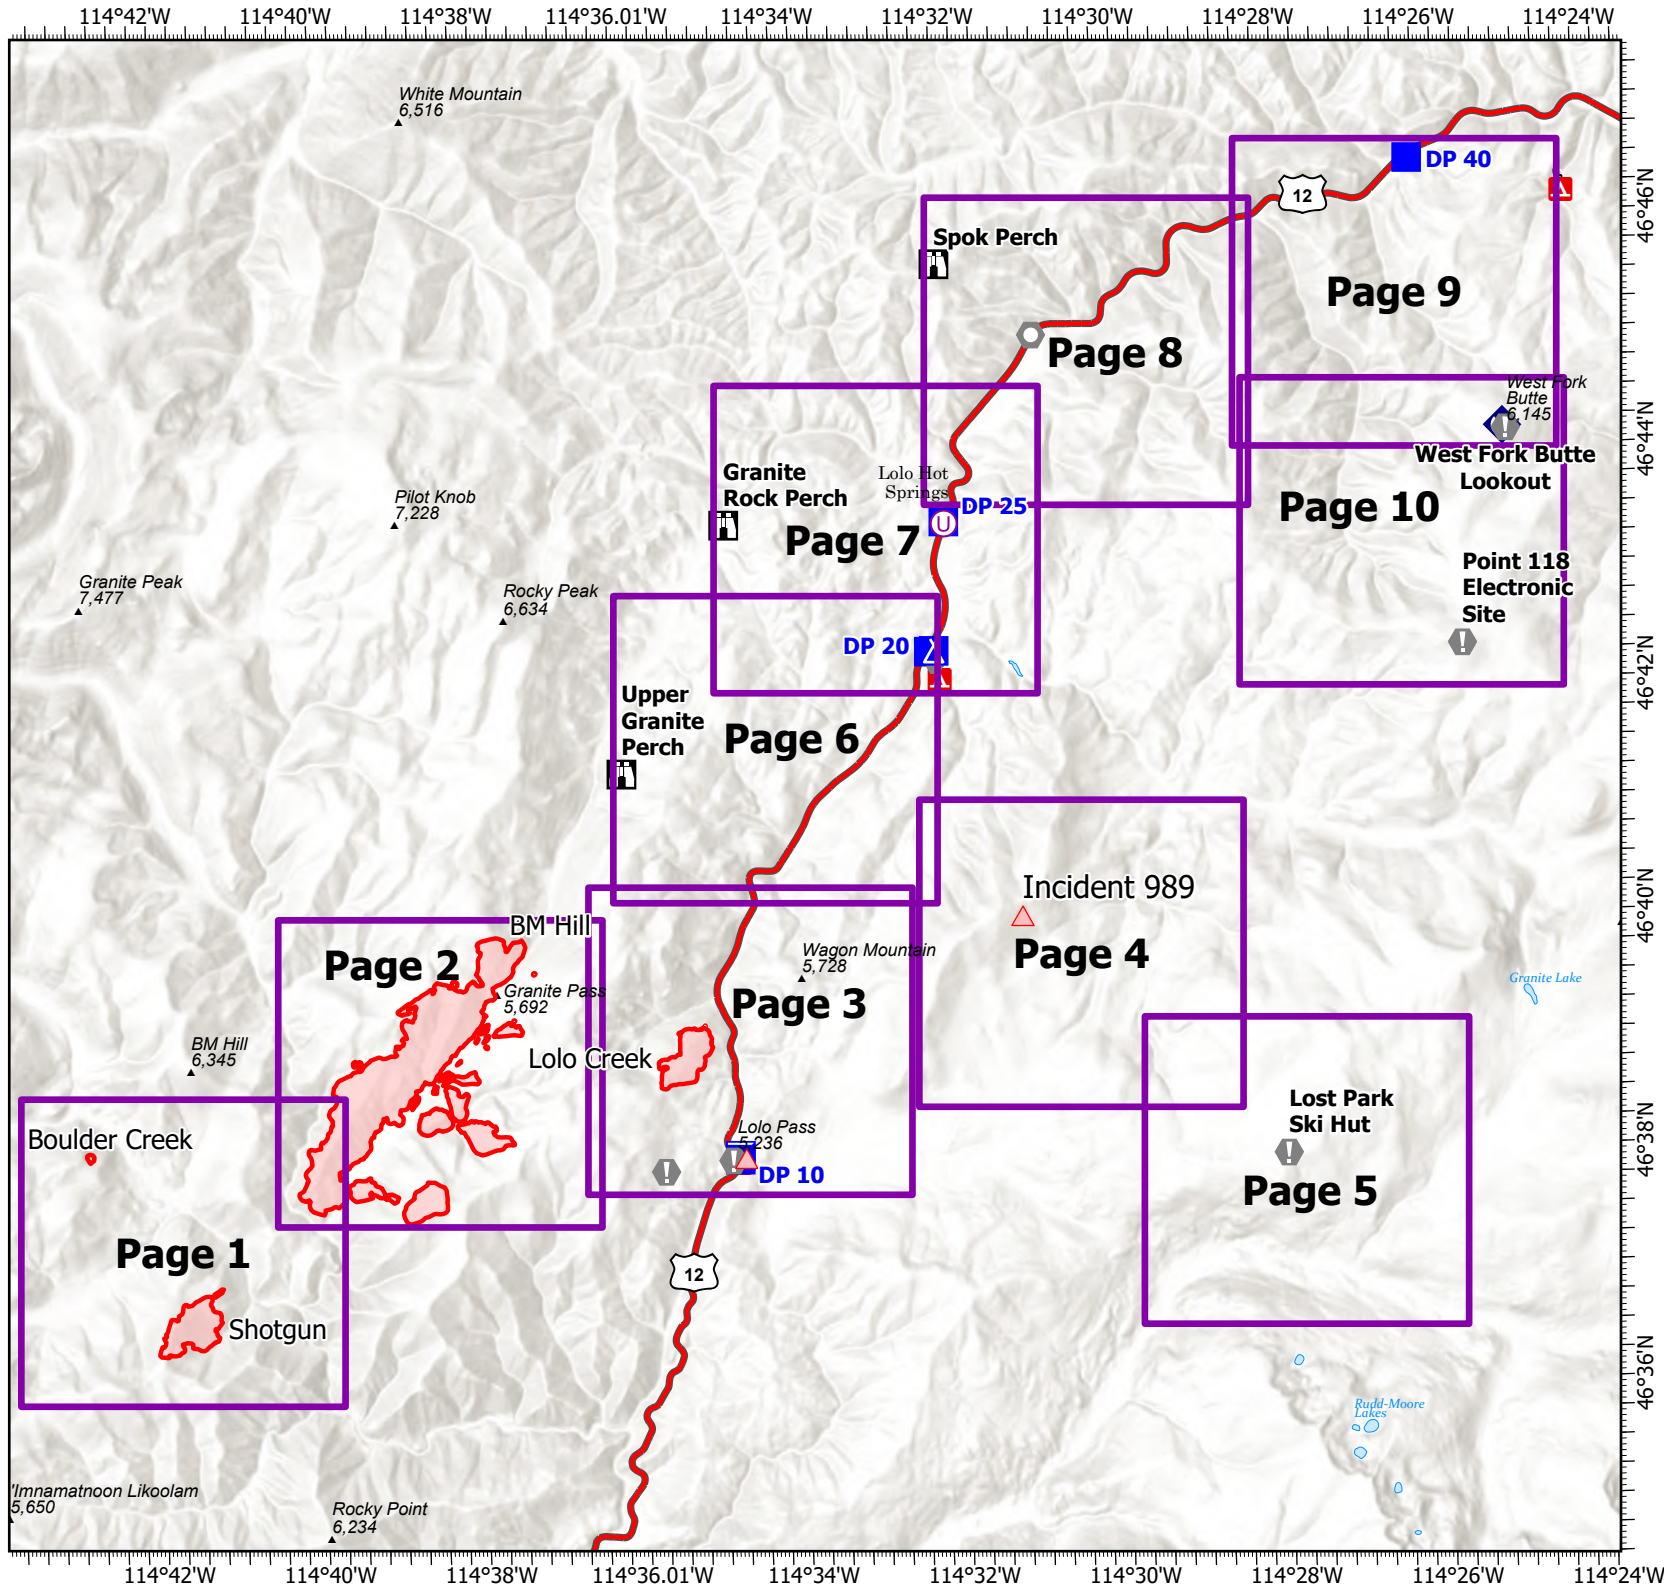 114°42'W 114°40'W 114°38'W 114°36.01'W 114°34'W 114°32'W 114°30'W 114°28'W 114°26'W 114°24'W
White Mountain
6,516
DP 40
12
46°46'N
Spok Perch
Page 9
Page 8
West Fork
Butte
6,145
46°44'N
West Fork Butte
Lookout
Granite
Rock Perch
Lolo Hot
Springs
Pilot Knob
7,228
DP 25
U
Page 10
Page 7
Point 118
Electronic
Site
Granite Peak
7,477
Rocky Peak
6,634
DP 20
46°42'N
Upper
Granite
Perch
Page 6
Incident 989
46°40'N
BM Hill
Page 2
Wagon Mountain
5,728
Page 4
Granite Pass
5,692
Page 3
Granite Lake
BM Hill
6,345
Lolo Creek
Lost Park
Ski Hut
46°38'N
Boulder Creek
Lolo Pass
5,236
DP 10
Page 5
Page 1
12
Shotgun
46°36'N
Rudd-Moore
Lakes
'Imnamatnoon Likoolam
5,650
Rocky Point
6,234
114°42'W 114°40'W 114°38'W 114°36.01'W 114°34'W 114°32'W 114°30'W 114°28'W 114°26'W 114°24'W